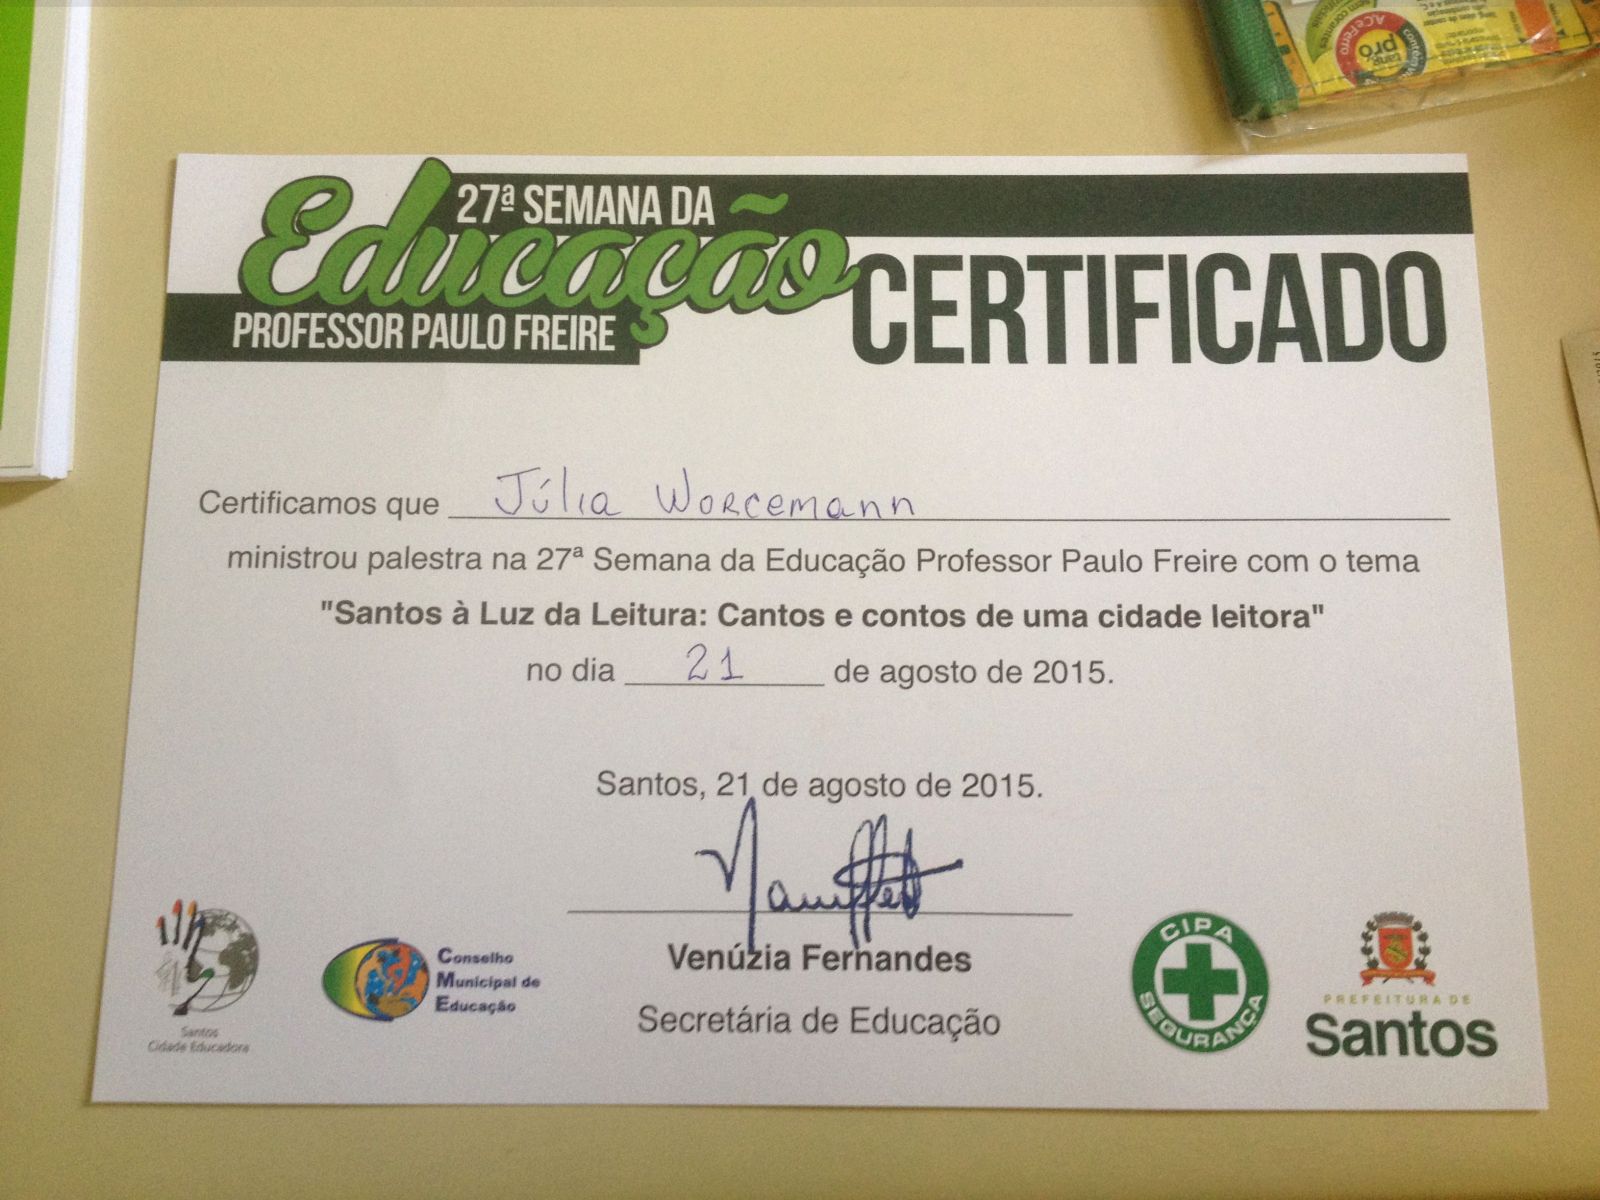 27ª SEMANA DA
Educação
PROFESSOR PAULO FREIRE
CERTIFICADO
Certificamos que Júlia Worcemann
ministrou palestra na 27ª Semana da Educação Professor Paulo Freire com o tema
"Santos à Luz da Leitura: Cantos e contos de uma cidade leitora"
no dia 21 de agosto de 2015.
Santos, 21 de agosto de 2015.
Venúzia Fernandes
Secretária de Educação
Santos
Cidade Educadora
Conselho
Municipal de
Educação
CIPA
SEGURANÇA
PREFEITURA DE
Santos
tang
pró
A,C e Ferro